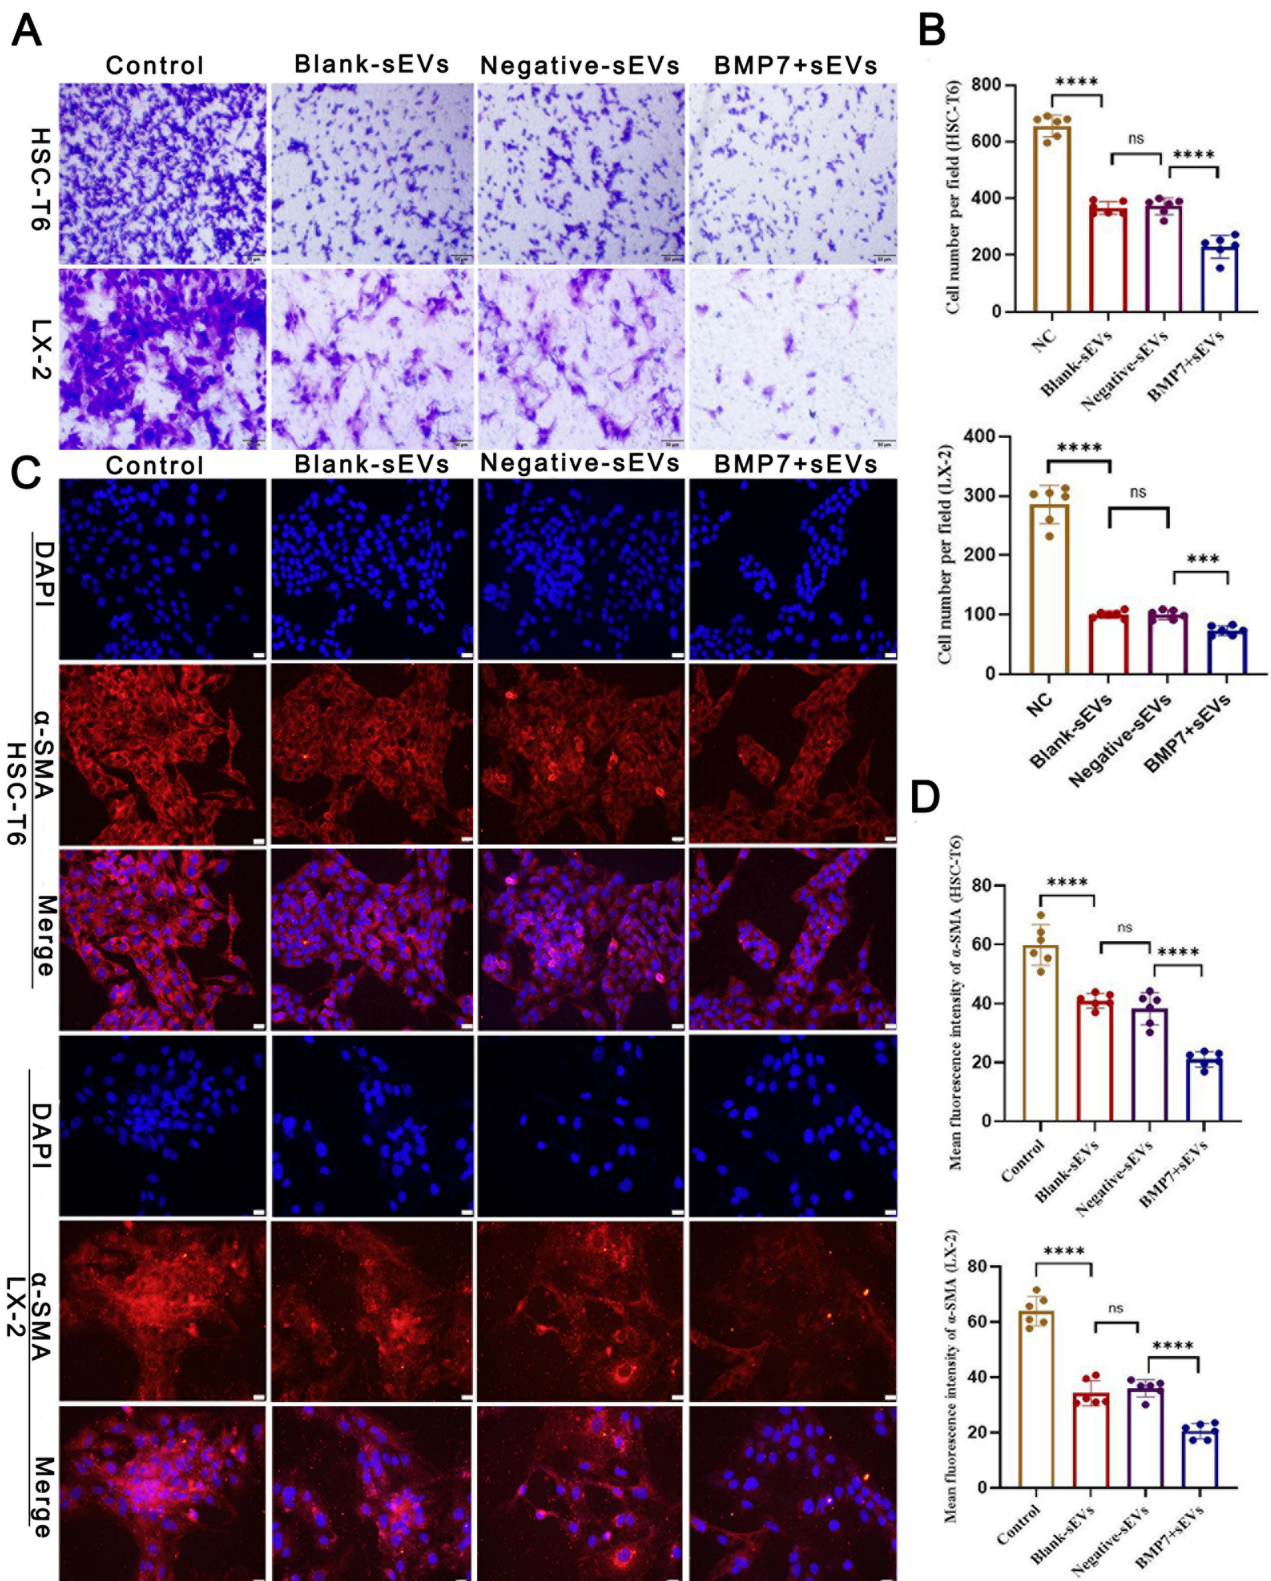 A
Control Blank-sEVs Negative-sEVs BMP7+sEVs
HSC-T6
LX-2
B
Cell number per field (HSC-T6)
800
600
400
200
0
****
ns
****
NC
Blank-sEVs
Negative-sEVs
BMP7+sEVs
Cell number per field (LX-2)
400
300
200
100
0
****
ns
***
NC
Blank-sEVs
Negative-sEVs
BMP7+sEVs
C
Control Blank-sEVs Negative-sEVs BMP7+sEVs
DAPI
α-SMA
Merge
HSC-T6
DAPI
α-SMA
Merge
LX-2
D
Mean fluorescence intensity of α-SMA (HSC-T6)
80
60
40
20
0
****
ns
****
Control
Blank-sEVs
Negative-sEVs
BMP7+sEVs
Mean fluorescence intensity of α-SMA (LX-2)
80
60
40
20
0
****
ns
****
Control
Blank-sEVs
Negative-sEVs
BMP7+sEVs